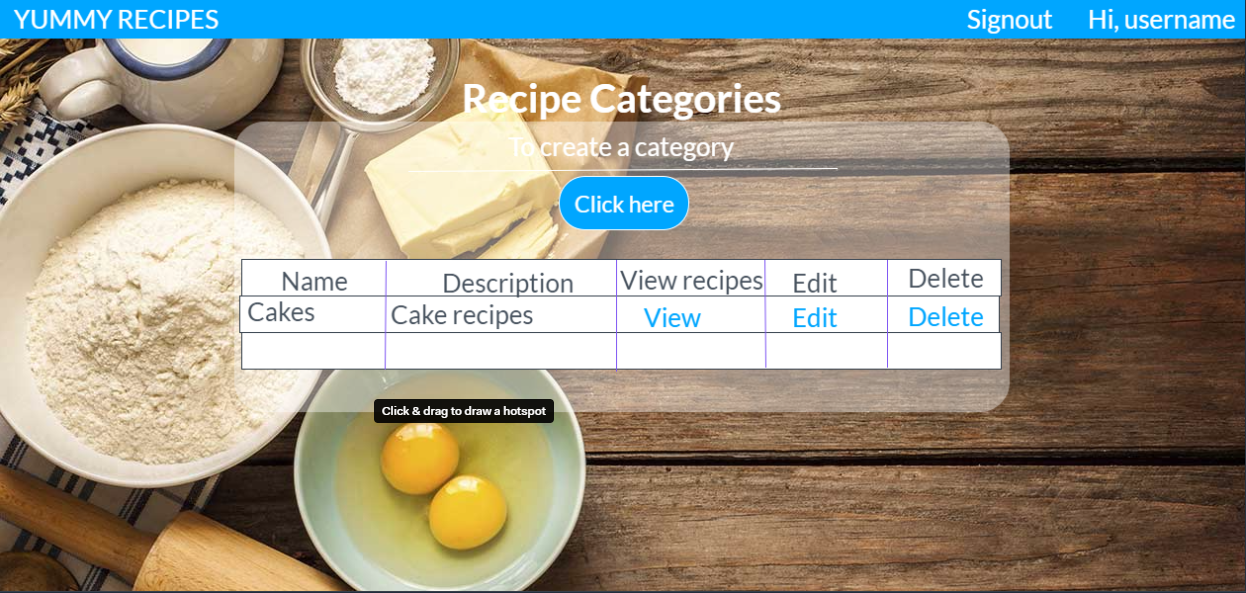 YUMMY RECIPES Signout Hi, username
Recipe Categories
To create a category
Click here
Name Description View recipes Edit Delete
Cakes Cake recipes View Edit Delete
Click & drag to draw a hotspot